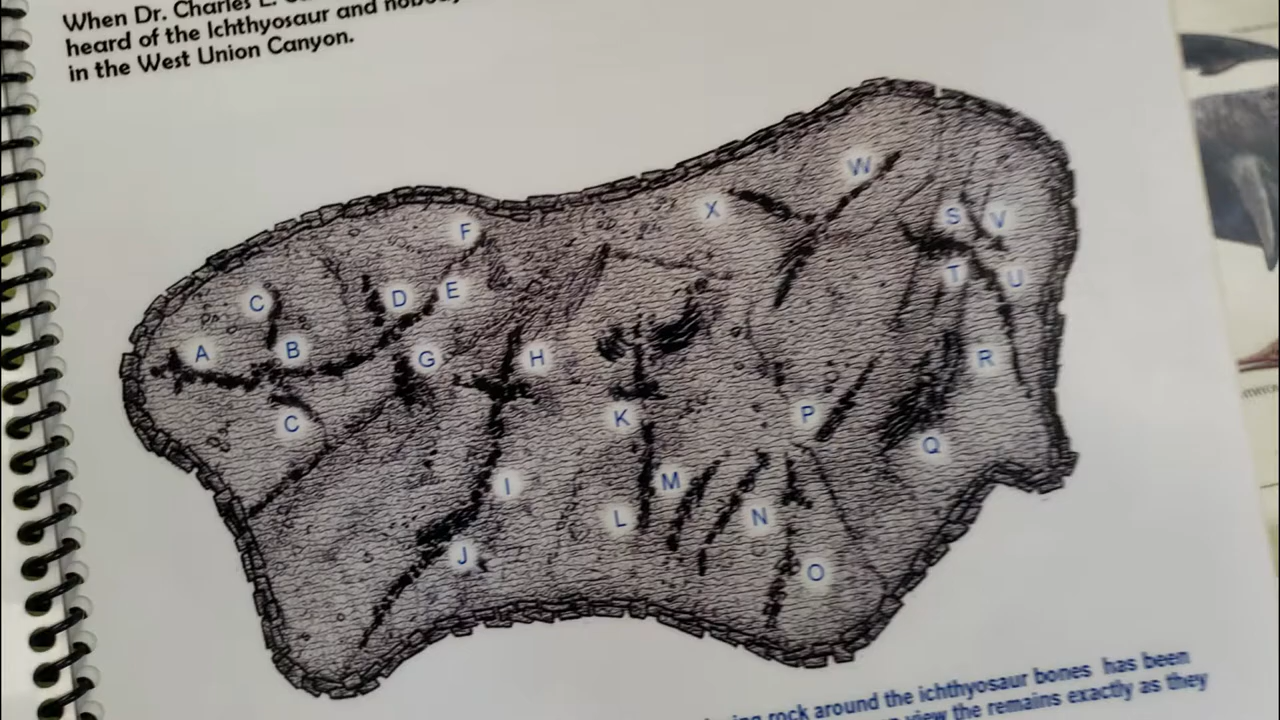 When Dr. Charles L.
heard of the Ichthyosaur and nobody
in the West Union Canyon.
W
X
F
S V
C D E
T U
A B G H
R
C K P
Q
I M
L N
J
O
rock around the ichthyosaur bones has been
view the remains exactly as they